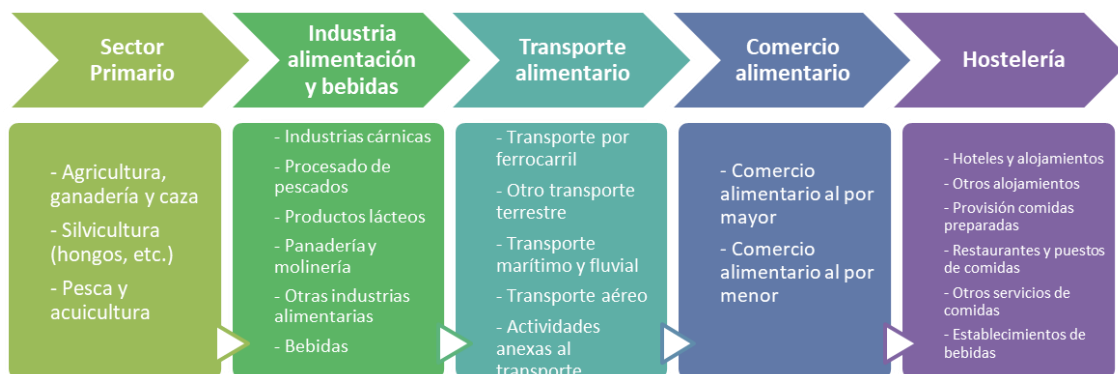 Sector
Primario
Industria
alimentación
y bebidas
Transporte
alimentario
Comercio
alimentario
Hostelería
- Agricultura,
ganadería y caza
- Silvicultura
(hongos, etc.)
- Pesca y
acuicultura
- Industrias cárnicas
- Procesado de
pescados
- Productos lácteos
- Panadería y
molinería
- Otras industrias
alimentarias
- Bebidas
- Transporte por
ferrocarril
- Otro transporte
terrestre
- Transporte
marítimo y fluvial
- Transporte aéreo
- Actividades
anexas al
transporte
- Comercio
alimentario al por
mayor
- Comercio
alimentario al por
menor
- Hoteles y alojamientos
- Otros alojamientos
- Provisión comidas
preparadas
- Restaurantes y puestos
de comidas
- Otros servicios de
comidas
- Establecimientos de
bebidas